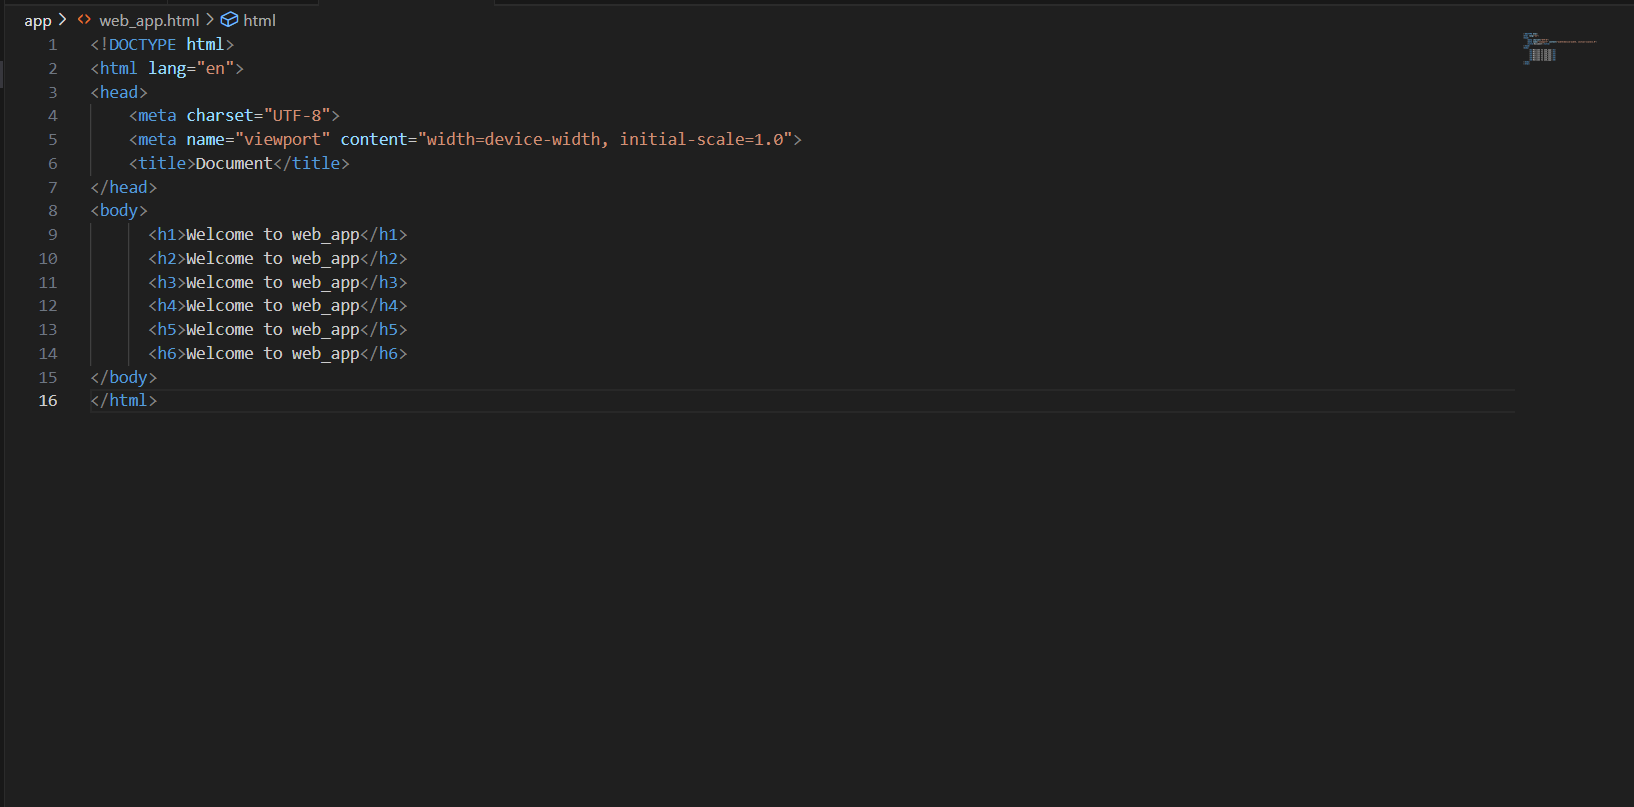 app > web_app.html > html
1 <!DOCTYPE html>
2 <html lang="en">
3 <head>
4     <meta charset="UTF-8">
5     <meta name="viewport" content="width=device-width, initial-scale=1.0">
6     <title>Document</title>
7 </head>
8 <body>
9       <h1>Welcome to web_app</h1>
10       <h2>Welcome to web_app</h2>
11       <h3>Welcome to web_app</h3>
12       <h4>Welcome to web_app</h4>
13       <h5>Welcome to web_app</h5>
14       <h6>Welcome to web_app</h6>
15 </body>
16 </html>